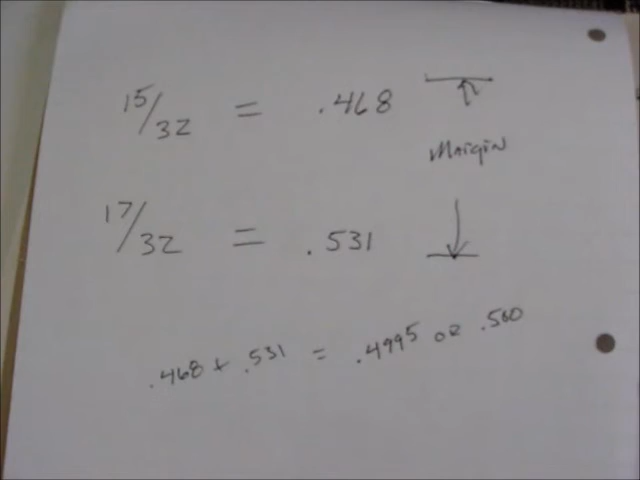 15/32 = .468
Margin
17/32 = .531
.468 + .531 = .4995 or .500